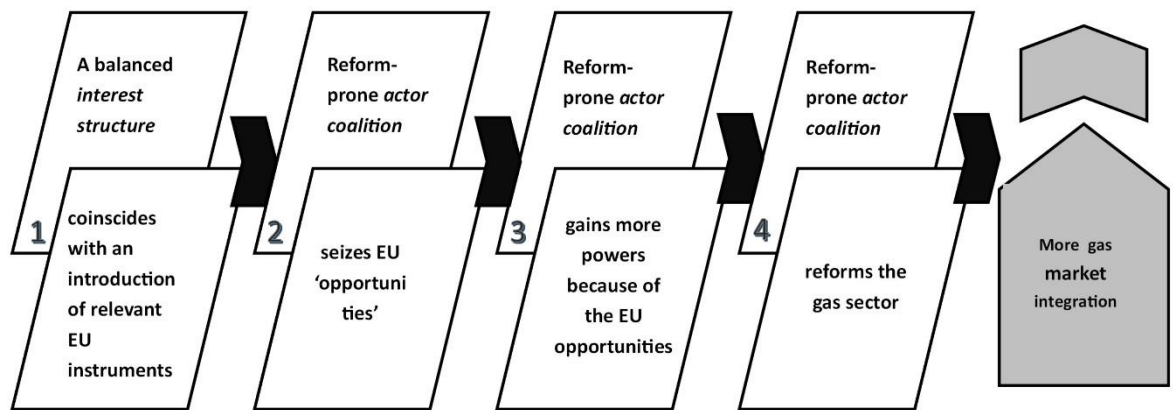 A balanced
interest
structure
1
coinscides
with an
introduction
of relevant
EU
instruments
Reform-
prone actor
coalition
2
seizes EU
‘opportuni
ties’
Reform-
prone actor
coalition
3
gains more
powers
because of
the EU
opportunities
Reform-
prone actor
coalition
4
reforms the
gas sector
More gas
market
integration